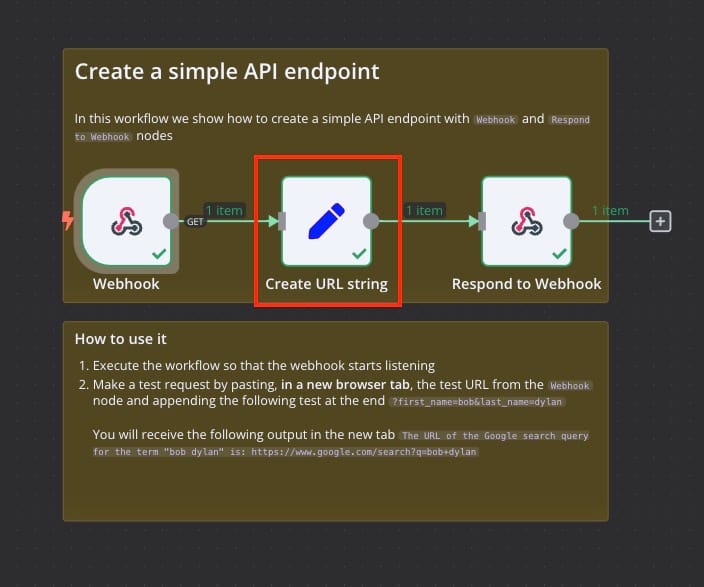 Create a simple API endpoint
In this workflow we show how to create a simple API endpoint with Webhook and Respond
to Webhook nodes
GET
1 item
1 item
1 item
Webhook
Create URL string
Respond to Webhook
How to use it
1. Execute the workflow so that the webhook starts listening
2. Make a test request by pasting, in a new browser tab, the test URL from the Webhook
node and appending the following test at the end ?first_name=bob&last_name=dylan
You will receive the following output in the new tab The URL of the Google search query
for the term "bob dylan" is: https://www.google.com/search?q=bob+dylan